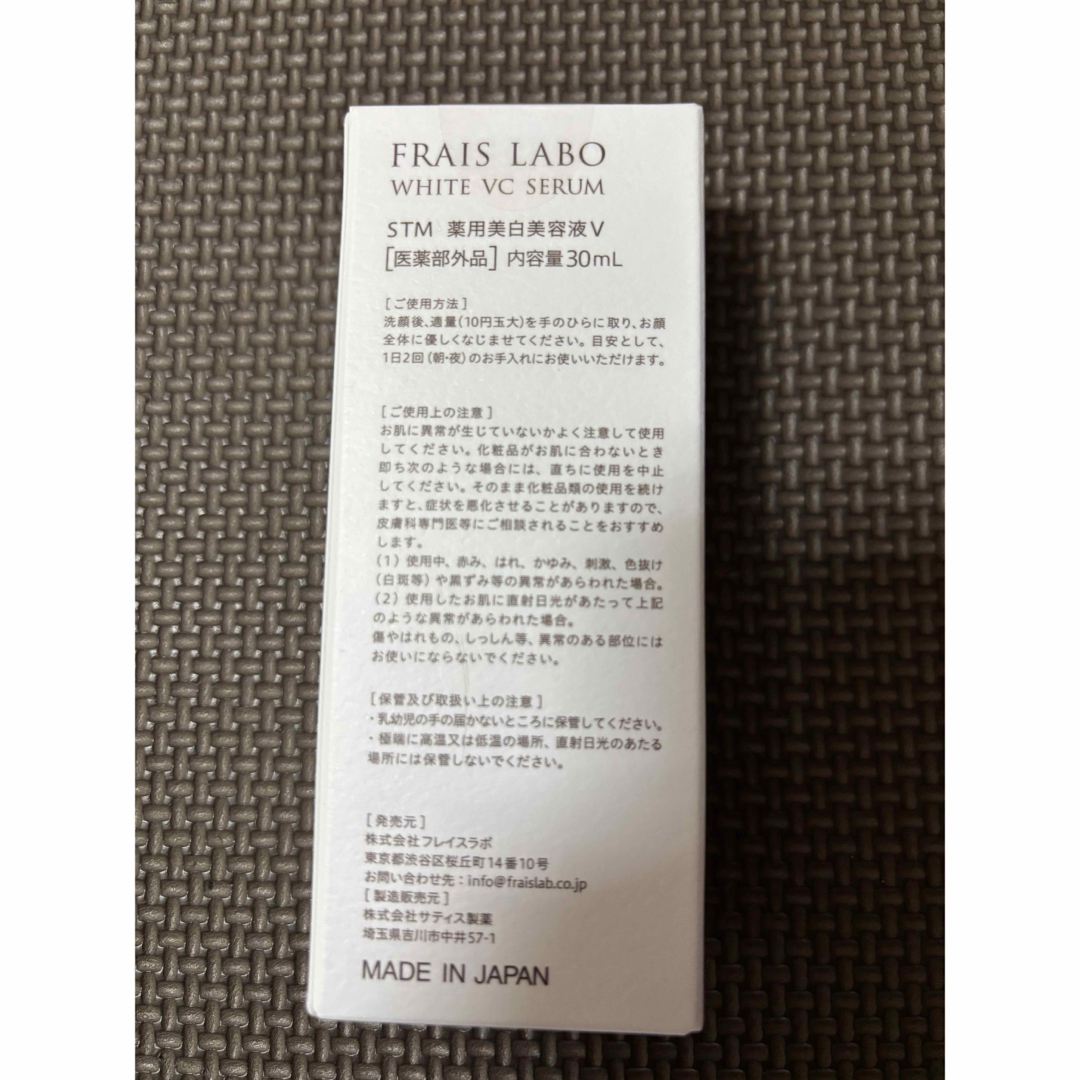 FRAIS LABO
WHITE VC SERUM
STM 薬用美白美容液V
[医薬部外品] 内容量30mL
[ご使用方法]
洗顔後、適量(10円玉大)を手のひらに取り、お顔
全体に優しくなじませてください。目安として、
1日2回(朝・夜)のお手入れにお使いいただけます。
[ご使用上の注意]
お肌に異常が生じていないかよく注意して使用
してください。化粧品がお肌に合わないとき
即ち次のような場合には、直ちに使用を中止
してください。そのまま化粧品類の使用を続け
ますと、症状を悪化させることがありますので、
皮膚科専門医等にご相談されることをおすすめ
します。
(1)使用中、赤み、はれ、かゆみ、刺激、色抜け
(白斑等)や黒ずみ等の異常があらわれた場合。
(2)使用したお肌に直射日光があたって上記
のような異常があらわれた場合。
傷やはれもの、しっしん等、異常のある部位には
お使いにならないでください。
[保管及び取扱い上の注意]
・乳幼児の手の届かないところに保管してください。
・極端に高温又は低温の場所、直射日光のあたる
場所には保管しないでください。
[発売元]
株式会社フレイスラボ
東京都渋谷区桜丘町14番10号
お問い合わせ先:info@fraislab.co.jp
[製造販売元]
株式会社サティス製薬
埼玉県吉川市中井57-1
MADE IN JAPAN